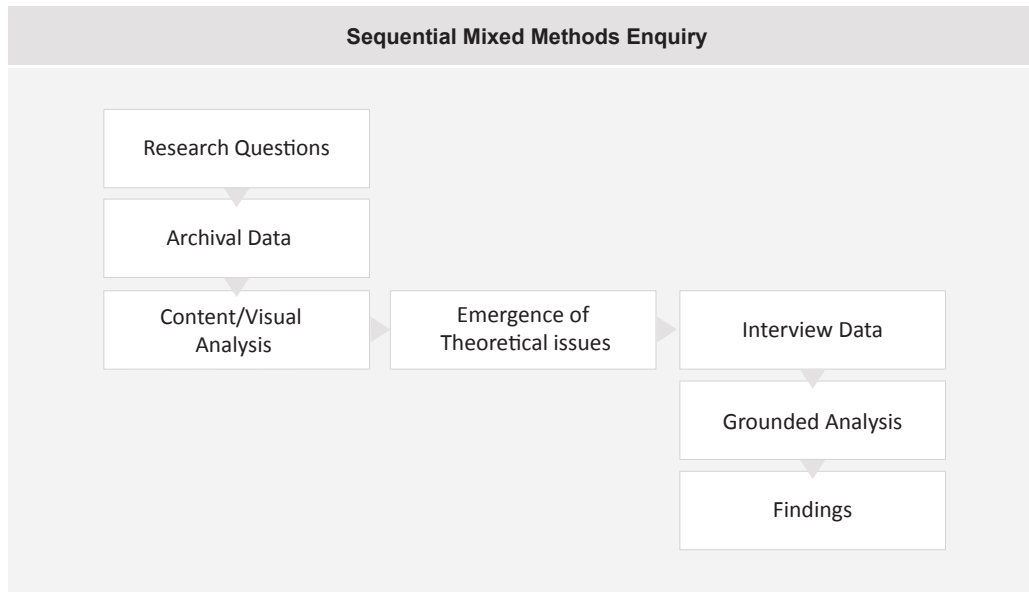 Sequential Mixed Methods Enquiry
Research Questions
Archival Data
Content/Visual
Analysis
Emergence of
Theoretical issues
Interview Data
Grounded Analysis
Findings